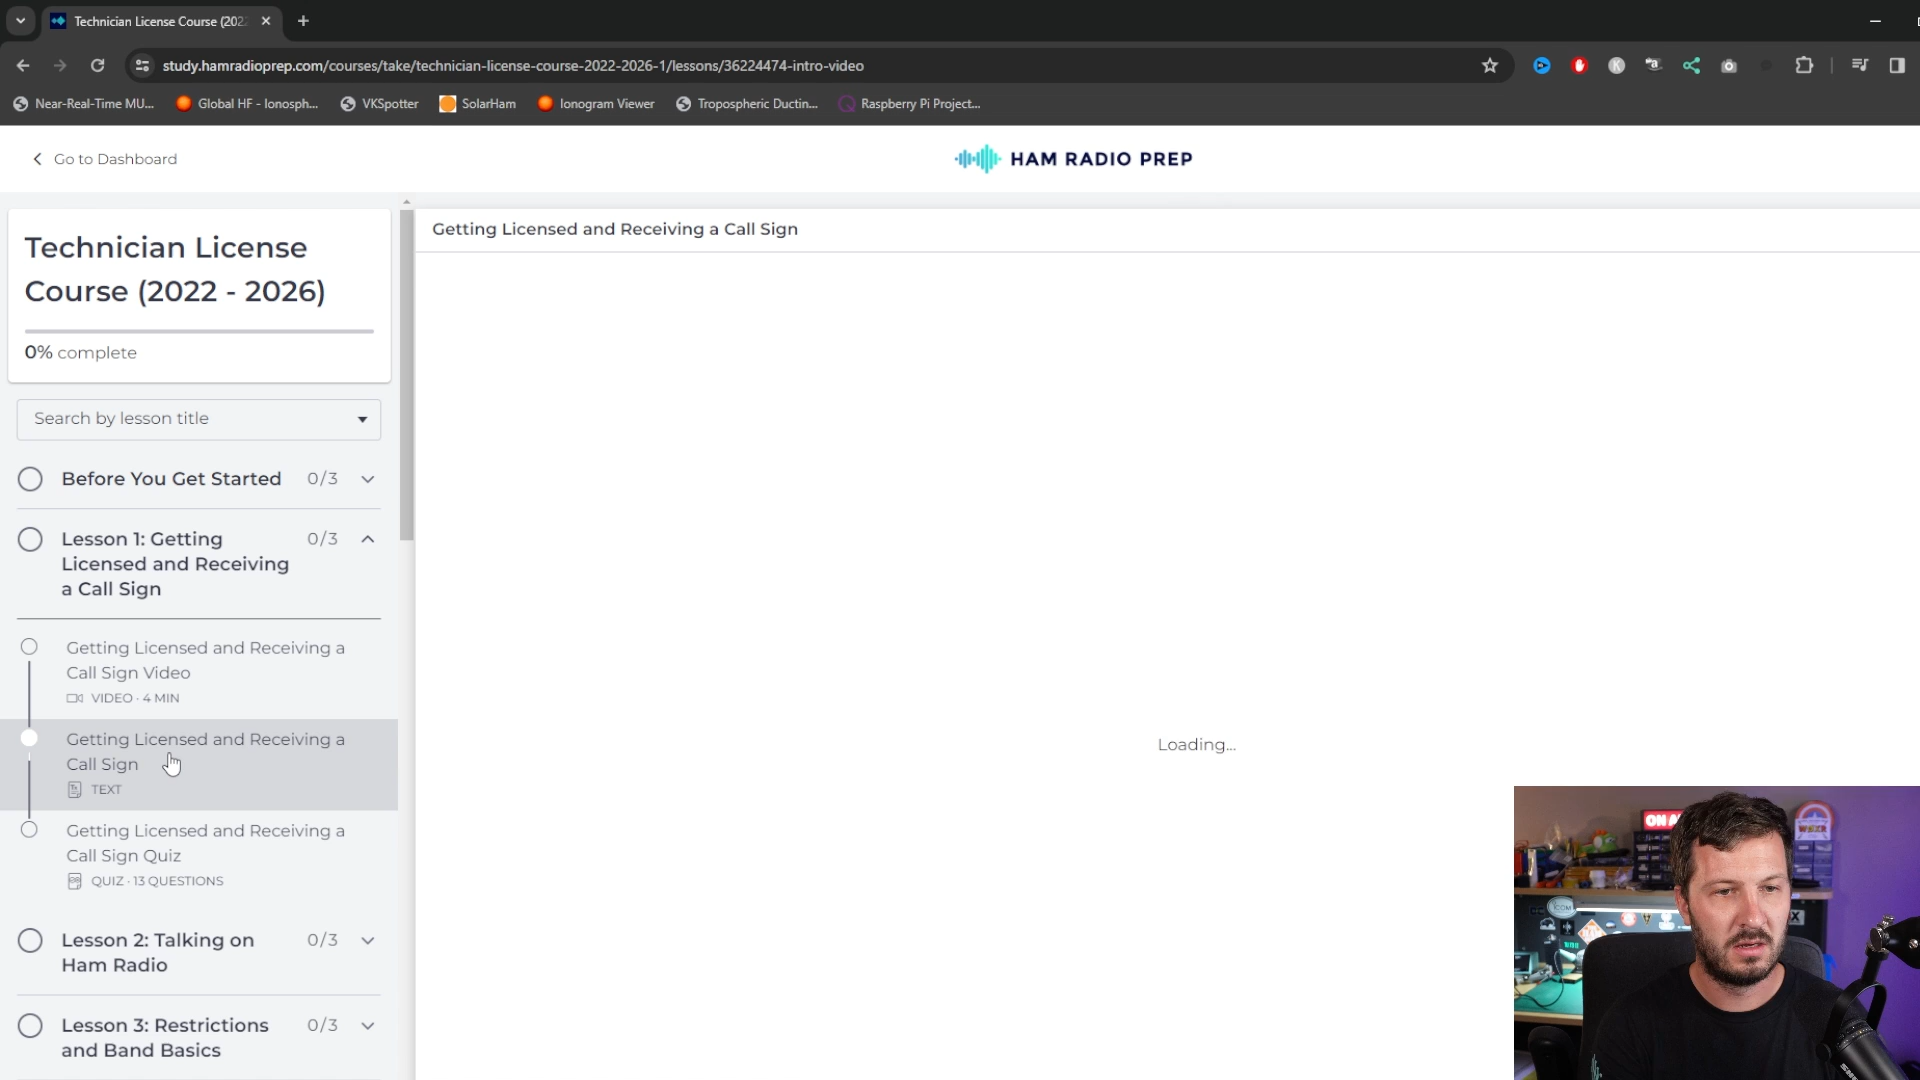 Technician License Course (202
study.hamradioprep.com/courses/take/technician-license-course-2022-2026-1/lessons/36224474-intro-video
Near-Real-Time MU... Global HF - Ionosph... VKSpotter SolarHam Ionogram Viewer Tropospheric Ductin... Raspberry Pi Project...
Go to Dashboard
HAM RADIO PREP
Technician License
Course (2022 - 2026)
0% complete
Search by lesson title
Before You Get Started 0/3
Lesson 1: Getting 0/3
Licensed and Receiving
a Call Sign
Getting Licensed and Receiving a
Call Sign Video
VIDEO · 4 MIN
Getting Licensed and Receiving a
Call Sign
TEXT
Getting Licensed and Receiving a
Call Sign Quiz
QUIZ · 13 QUESTIONS
Lesson 2: Talking on 0/3
Ham Radio
Lesson 3: Restrictions 0/3
and Band Basics
Getting Licensed and Receiving a Call Sign
Loading...
ON A
ICOM